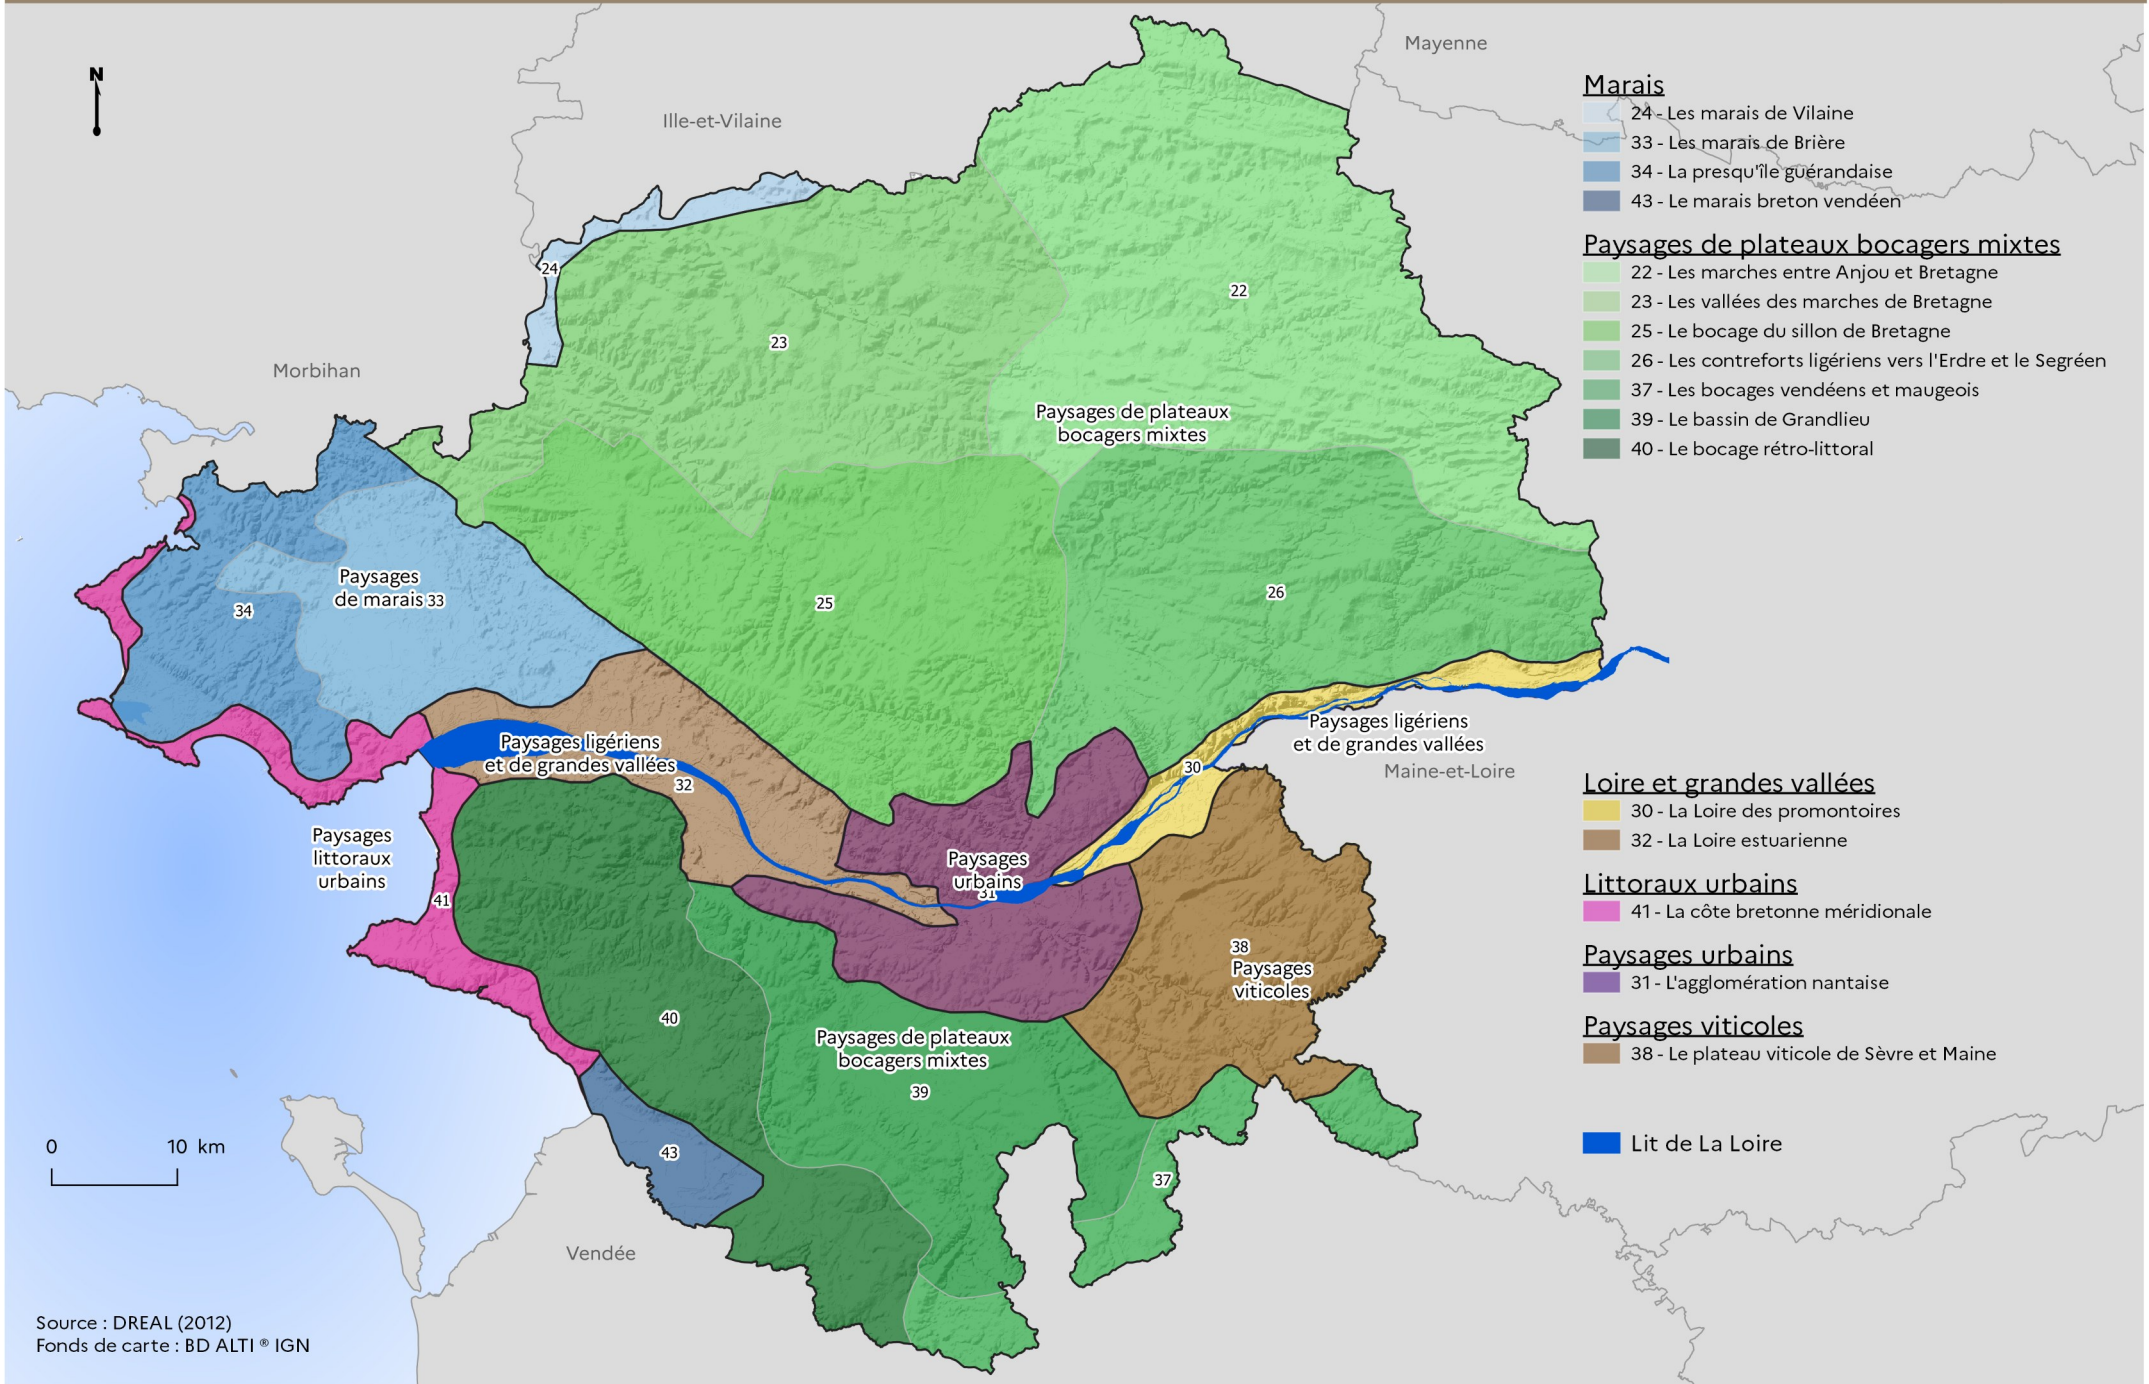 N
Mayenne
Ille-et-Vilaine
Morbihan
24
23
22
Paysages de plateaux
bocagers mixtes
Paysages
de marais 33
34
25
26
Paysages ligériens
et de grandes vallées
32
Paysages ligériens
et de grandes vallées
30
Maine-et-Loire
Paysages
littoraux
urbains
41
Paysages
urbains
31
38
Paysages
viticoles
40
Paysages de plateaux
bocagers mixtes
39
43
37
Vendée
0 10 km
Source : DREAL (2012)
Fonds de carte : BD ALTI ® IGN
Marais
24 - Les marais de Vilaine
33 - Les marais de Brière
34 - La presqu'île guérandaise
43 - Le marais breton vendéen
Paysages de plateaux bocagers mixtes
22 - Les marches entre Anjou et Bretagne
23 - Les vallées des marches de Bretagne
25 - Le bocage du sillon de Bretagne
26 - Les contreforts ligériens vers l'Erdre et le Segréen
37 - Les bocages vendéens et maugeois
39 - Le bassin de Grandlieu
40 - Le bocage rétro-littoral
Loire et grandes vallées
30 - La Loire des promontoires
32 - La Loire estuarienne
Littoraux urbains
41 - La côte bretonne méridionale
Paysages urbains
31 - L'agglomération nantaise
Paysages viticoles
38 - Le plateau viticole de Sèvre et Maine
Lit de La Loire